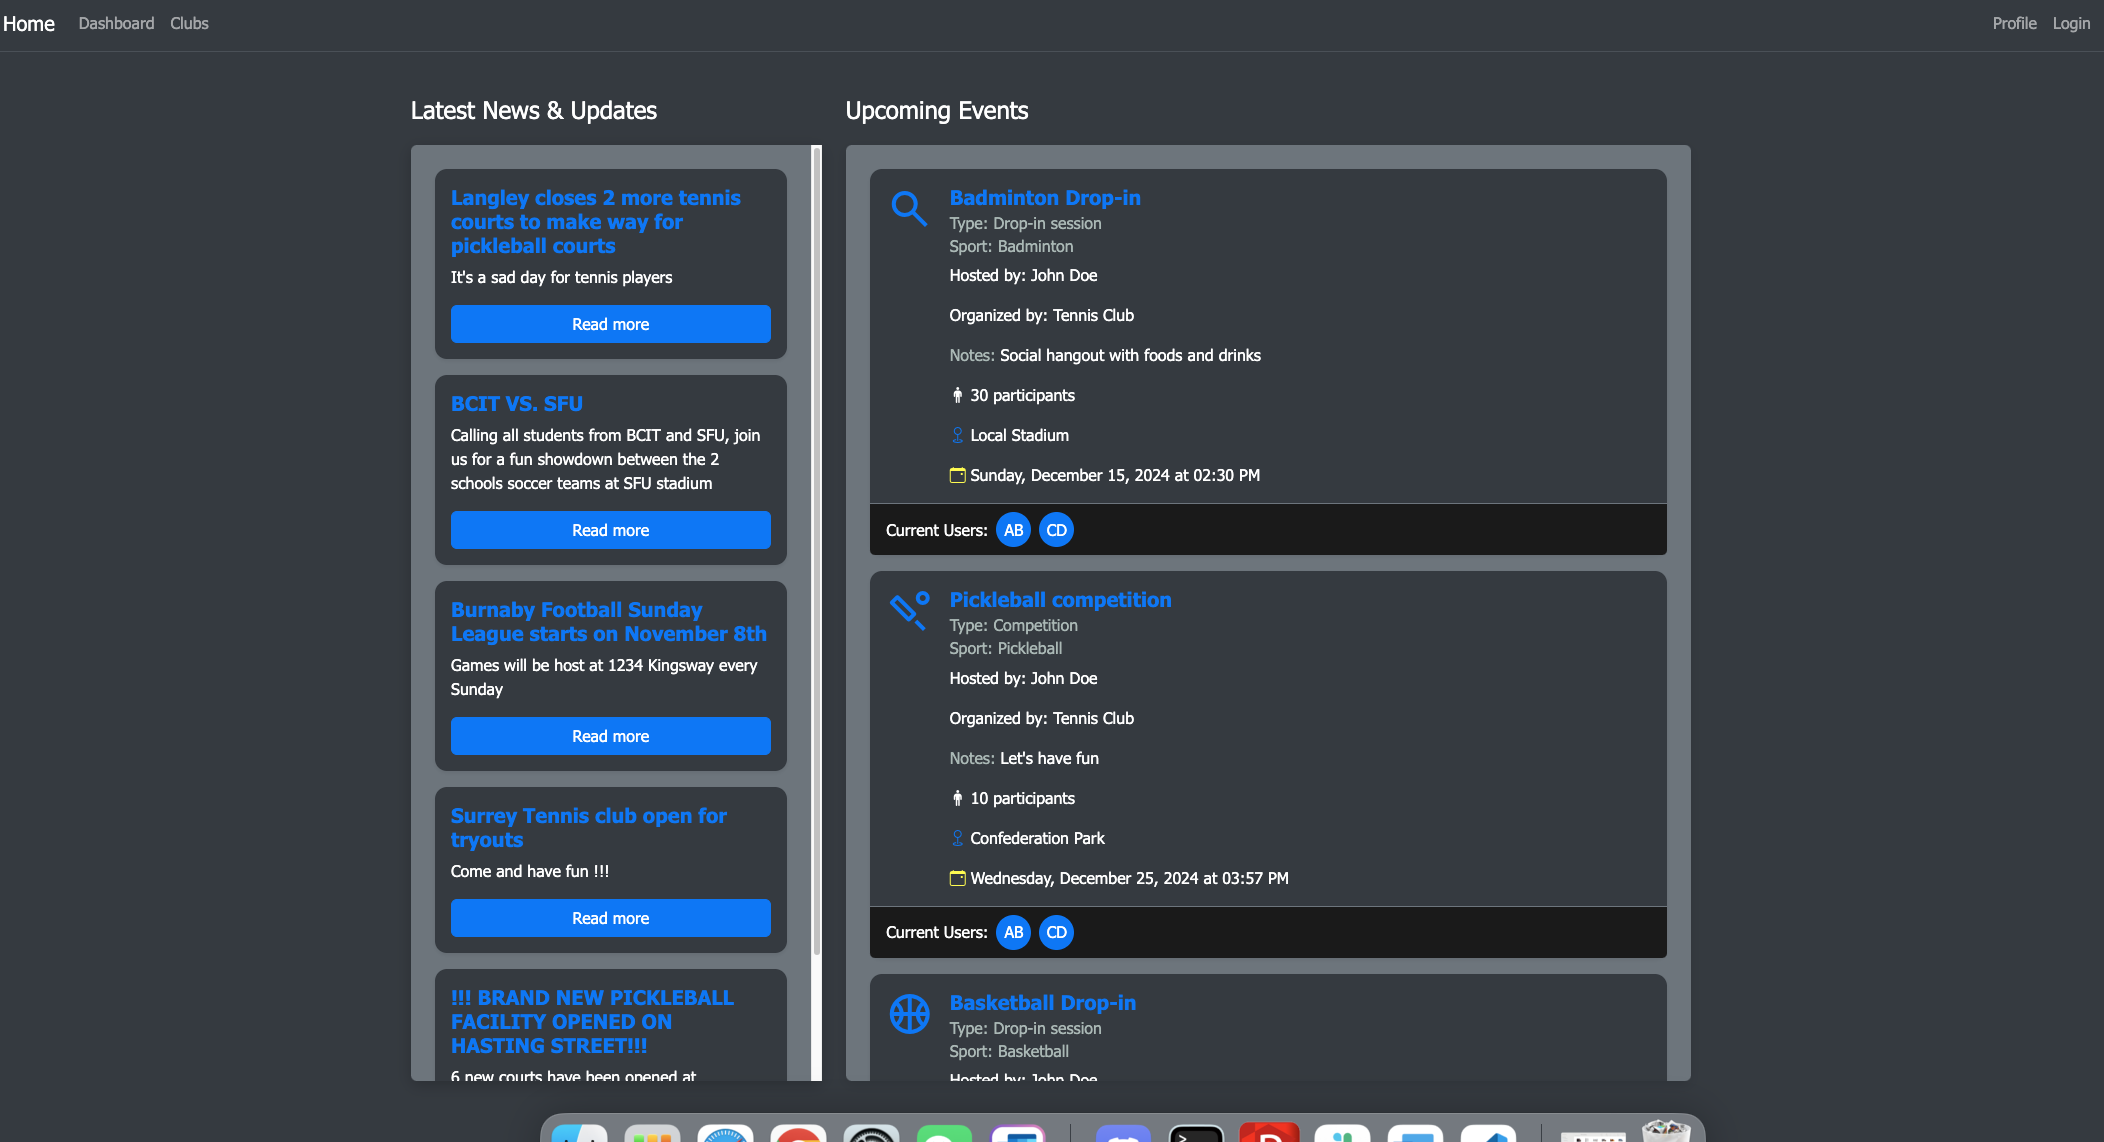 Home Dashboard Clubs Profile Login
Latest News & Updates
Langley closes 2 more tennis
courts to make way for
pickleball courts
It's a sad day for tennis players
Read more
BCIT VS. SFU
Calling all students from BCIT and SFU, join
us for a fun showdown between the 2
schools soccer teams at SFU stadium
Read more
Burnaby Football Sunday
League starts on November 8th
Games will be host at 1234 Kingsway every
Sunday
Read more
Surrey Tennis club open for
tryouts
Come and have fun !!!
Read more
!!! BRAND NEW PICKLEBALL
FACILITY OPENED ON
HASTING STREET!!!
6 new courts have been opened at
Upcoming Events
Badminton Drop-in
Type: Drop-in session
Sport: Badminton
Hosted by: John Doe
Organized by: Tennis Club
Notes: Social hangout with foods and drinks
30 participants
Local Stadium
Sunday, December 15, 2024 at 02:30 PM
Current Users: AB CD
Pickleball competition
Type: Competition
Sport: Pickleball
Hosted by: John Doe
Organized by: Tennis Club
Notes: Let's have fun
10 participants
Confederation Park
Wednesday, December 25, 2024 at 03:57 PM
Current Users: AB CD
Basketball Drop-in
Type: Drop-in session
Sport: Basketball
Hosted by: John Doe